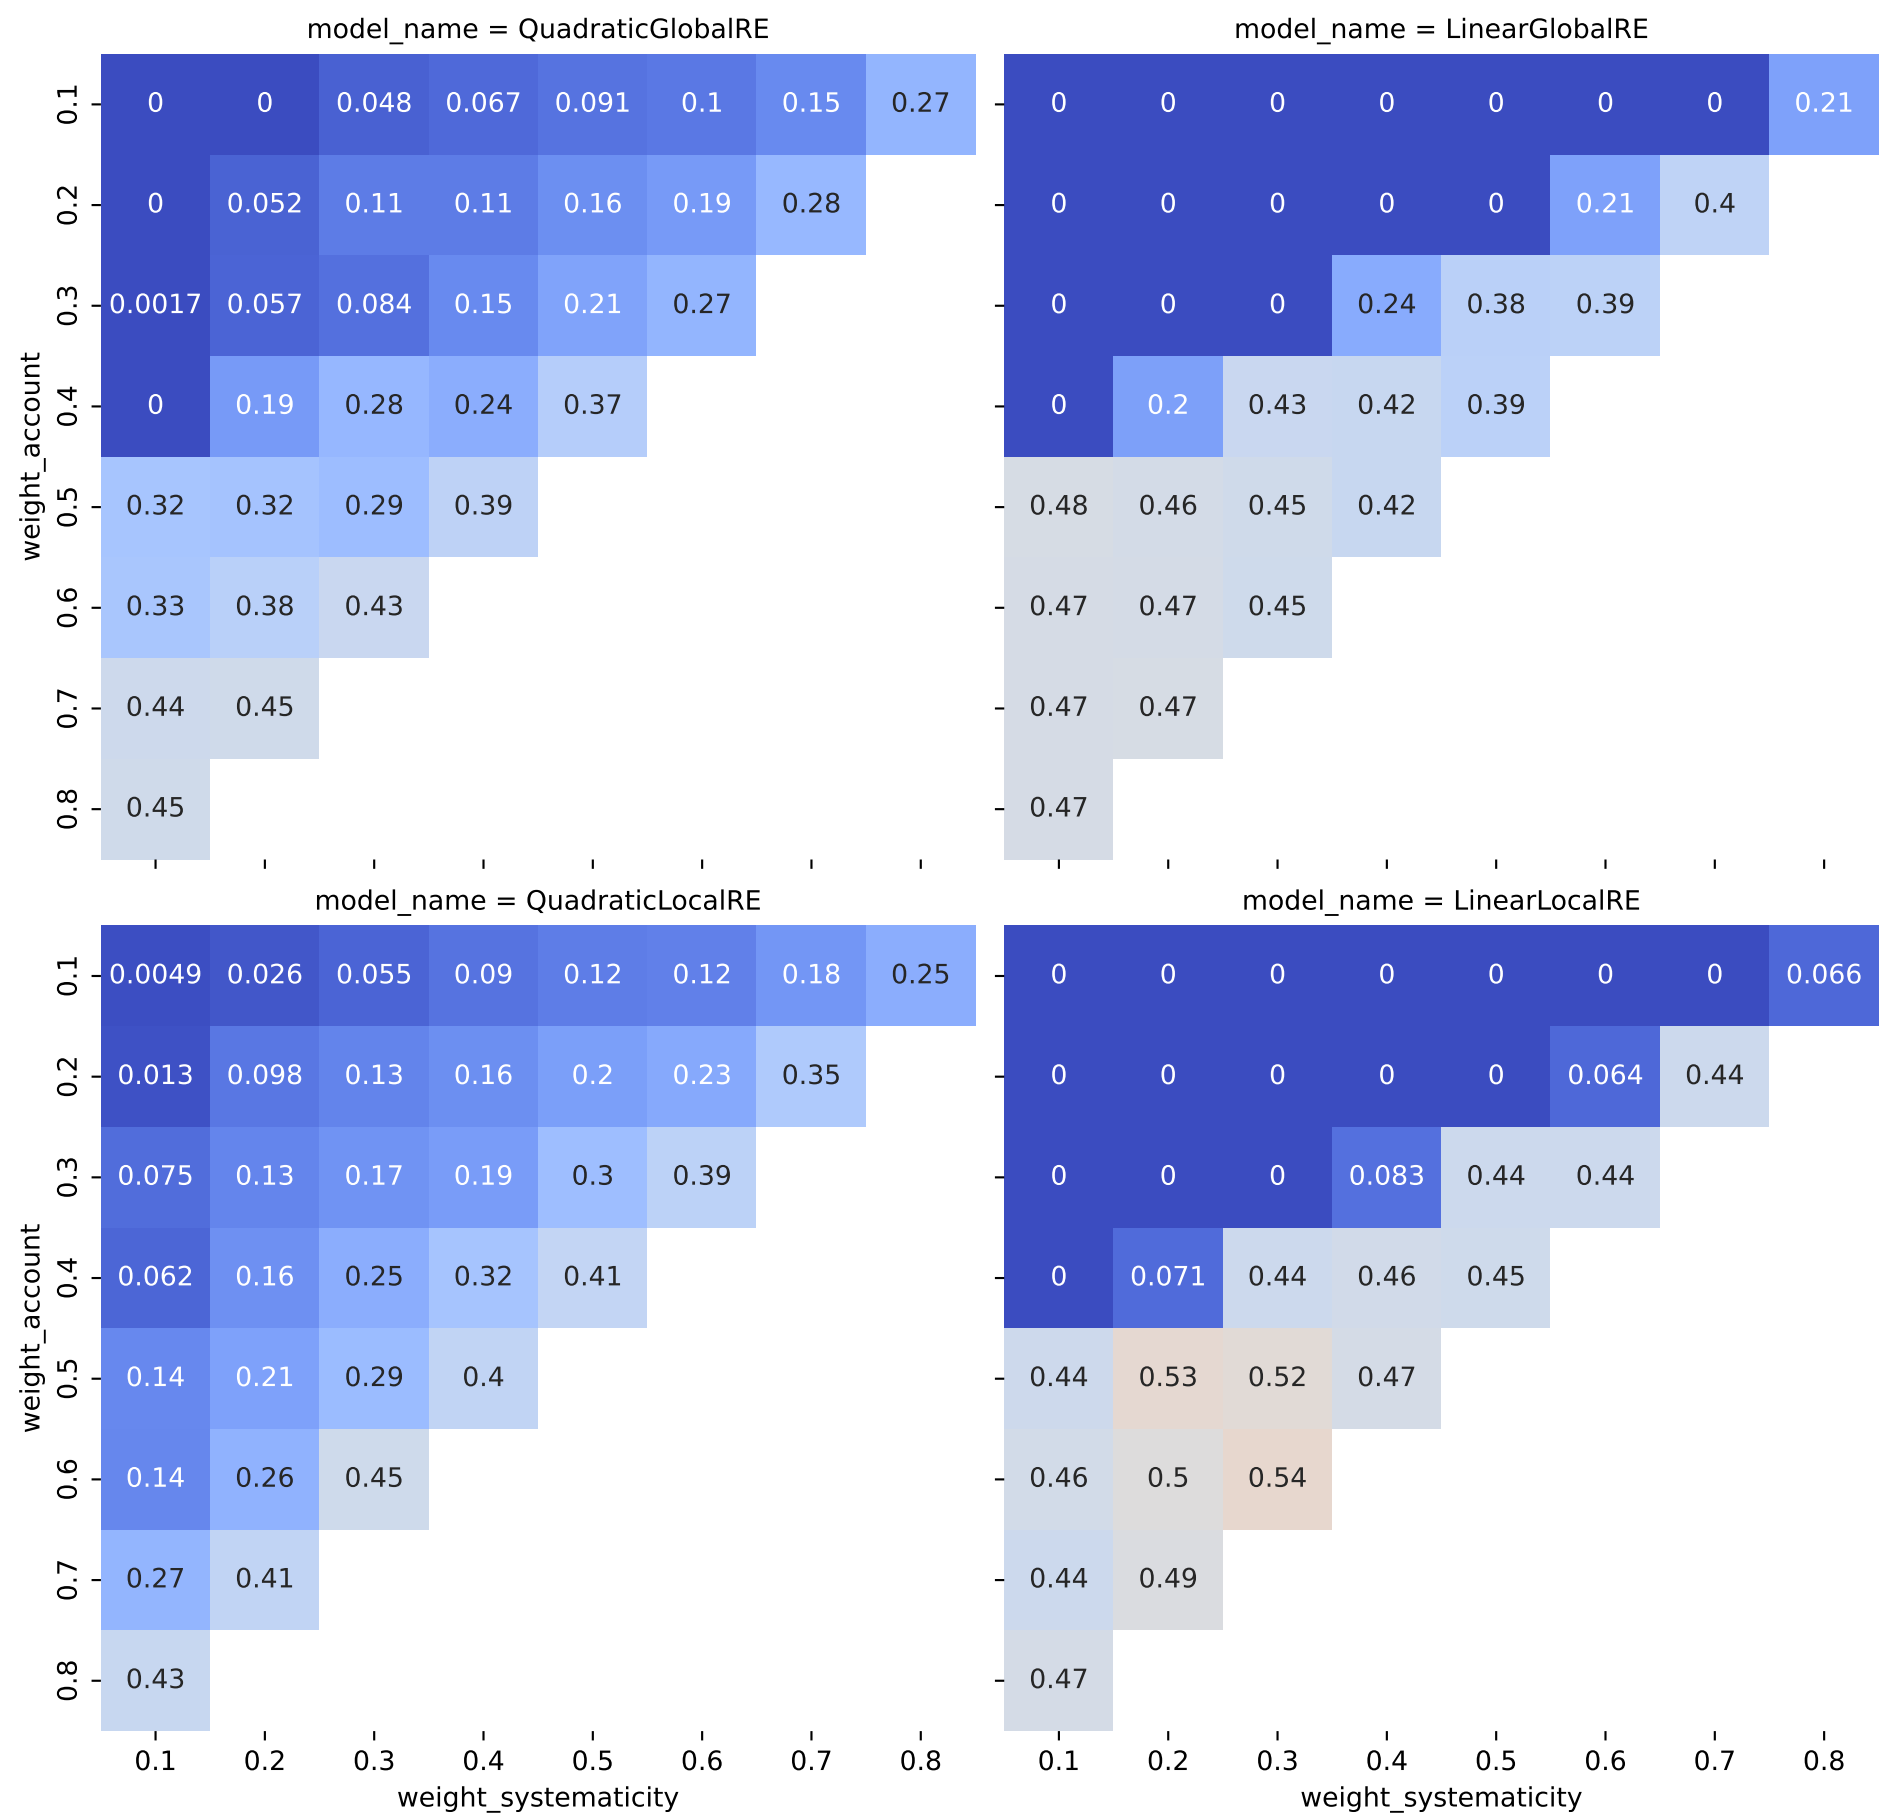 model_name = QuadraticGlobalRE
0.1 0 0 0.048 0.067 0.091 0.1 0.15 0.27
0.2 0 0.052 0.11 0.11 0.16 0.19 0.28
0.3 0.0017 0.057 0.084 0.15 0.21 0.27
0.4 0 0.19 0.28 0.24 0.37
0.5 0.32 0.32 0.29 0.39
0.6 0.33 0.38 0.43
0.7 0.44 0.45
0.8 0.45
weight_account
model_name = LinearGlobalRE
0 0 0 0 0 0 0 0.21
0 0 0 0 0 0.21 0.4
0 0 0 0.24 0.38 0.39
0 0.2 0.43 0.42 0.39
0.48 0.46 0.45 0.42
0.47 0.47 0.45
0.47 0.47
0.47
model_name = QuadraticLocalRE
0.1 0.0049 0.026 0.055 0.09 0.12 0.12 0.18 0.25
0.2 0.013 0.098 0.13 0.16 0.2 0.23 0.35
0.3 0.075 0.13 0.17 0.19 0.3 0.39
0.4 0.062 0.16 0.25 0.32 0.41
0.5 0.14 0.21 0.29 0.4
0.6 0.14 0.26 0.45
0.7 0.27 0.41
0.8 0.43
weight_account
0.1 0.2 0.3 0.4 0.5 0.6 0.7 0.8
weight_systematicity
model_name = LinearLocalRE
0 0 0 0 0 0 0 0.066
0 0 0 0 0 0.064 0.44
0 0 0 0.083 0.44 0.44
0 0.071 0.44 0.46 0.45
0.44 0.53 0.52 0.47
0.46 0.5 0.54
0.44 0.49
0.47
0.1 0.2 0.3 0.4 0.5 0.6 0.7 0.8
weight_systematicity